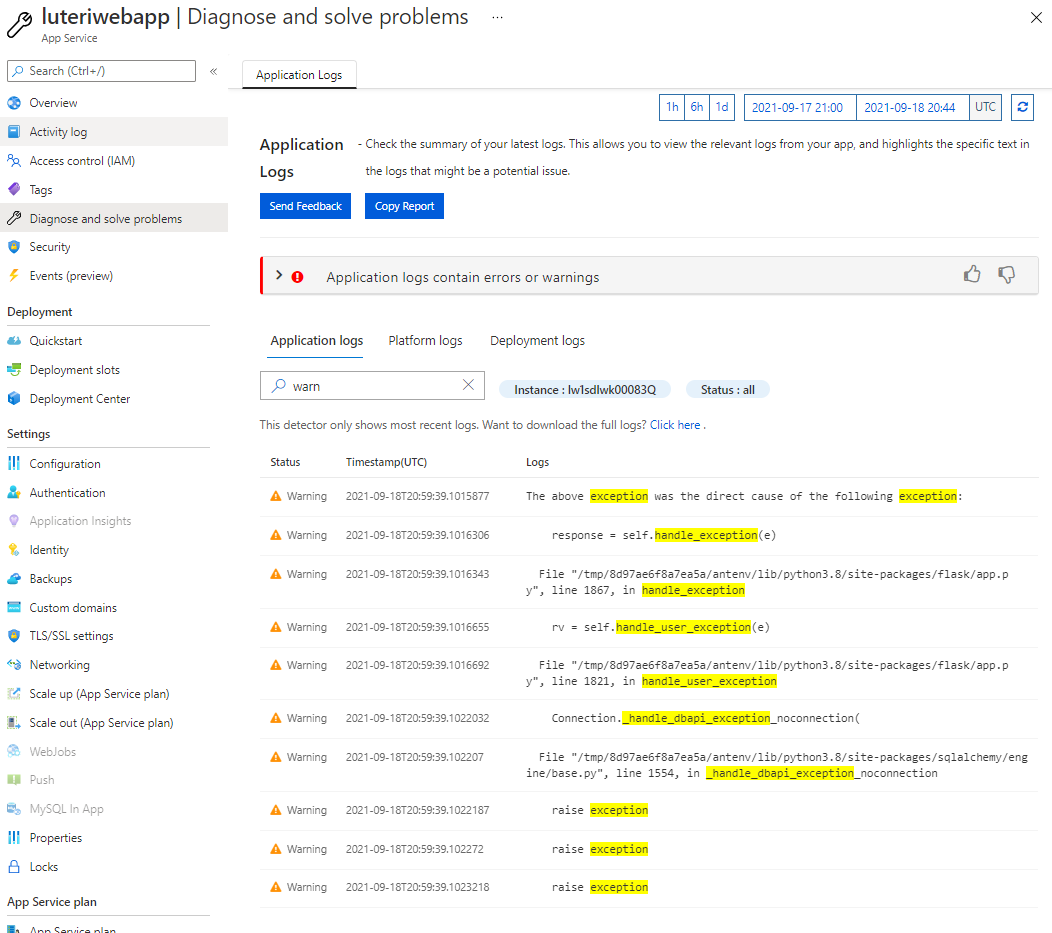 luteriwebapp | Diagnose and solve problems ...
App Service
Search (Ctrl+/)
«
Overview
Activity log
Access control (IAM)
Tags
Diagnose and solve problems
Security
Events (preview)
Deployment
Quickstart
Deployment slots
Deployment Center
Settings
Configuration
Authentication
Application Insights
Identity
Backups
Custom domains
TLS/SSL settings
Networking
Scale up (App Service plan)
Scale out (App Service plan)
WebJobs
Push
MySQL In App
Properties
Locks
App Service plan
App Service plan
Application Logs
1h 6h 1d 2021-09-17 21:00 2021-09-18 20:44 UTC
Application Logs
- Check the summary of your latest logs. This allows you to view the relevant logs from your app, and highlights the specific text in
the logs that might be a potential issue.
Send Feedback Copy Report
Application logs contain errors or warnings
Application logs Platform logs Deployment logs
warn Instance : lw1sdlwk00083Q Status : all
This detector only shows most recent logs. Want to download the full logs? Click here .
Status Timestamp(UTC) Logs
Warning 2021-09-18T20:59:39.1015877 The above exception was the direct cause of the following exception:
Warning 2021-09-18T20:59:39.1016306 response = self.handle_exception(e)
Warning 2021-09-18T20:59:39.1016343 File "/tmp/8d97ae6f8a7ea5a/antenv/lib/python3.8/site-packages/flask/app.p
y", line 1867, in handle_exception
Warning 2021-09-18T20:59:39.1016655 rv = self.handle_user_exception(e)
Warning 2021-09-18T20:59:39.1016692 File "/tmp/8d97ae6f8a7ea5a/antenv/lib/python3.8/site-packages/flask/app.p
y", line 1821, in handle_user_exception
Warning 2021-09-18T20:59:39.1022032 Connection._handle_dbapi_exception_noconnection(
Warning 2021-09-18T20:59:39.102207 File "/tmp/8d97ae6f8a7ea5a/antenv/lib/python3.8/site-packages/sqlalchemy/eng
ine/base.py", line 1554, in _handle_dbapi_exception_noconnection
Warning 2021-09-18T20:59:39.1022187 raise exception
Warning 2021-09-18T20:59:39.102272 raise exception
Warning 2021-09-18T20:59:39.1023218 raise exception